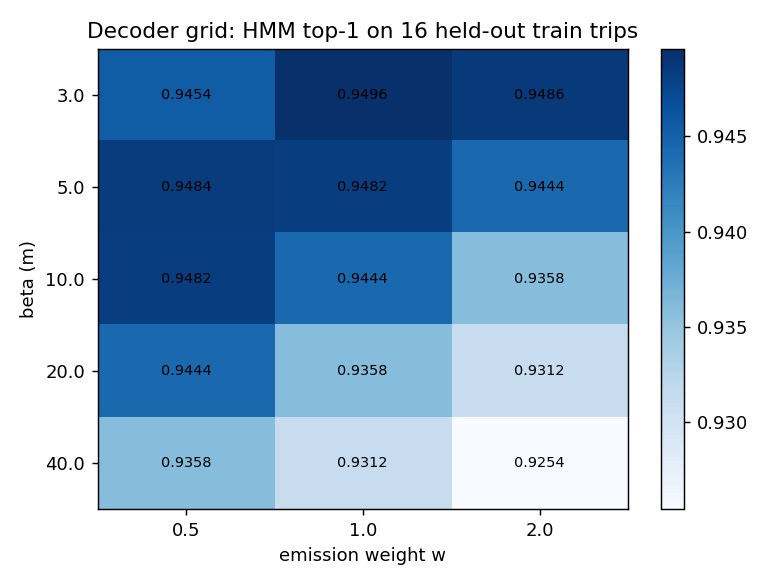 Decoder grid: HMM top-1 on 16 held-out train trips
3.0 0.9454 0.9496 0.9486
5.0 0.9484 0.9482 0.9444
10.0 0.9482 0.9444 0.9358
20.0 0.9444 0.9358 0.9312
40.0 0.9358 0.9312 0.9254
beta (m)
0.5 1.0 2.0
emission weight w
0.945
0.940
0.935
0.930